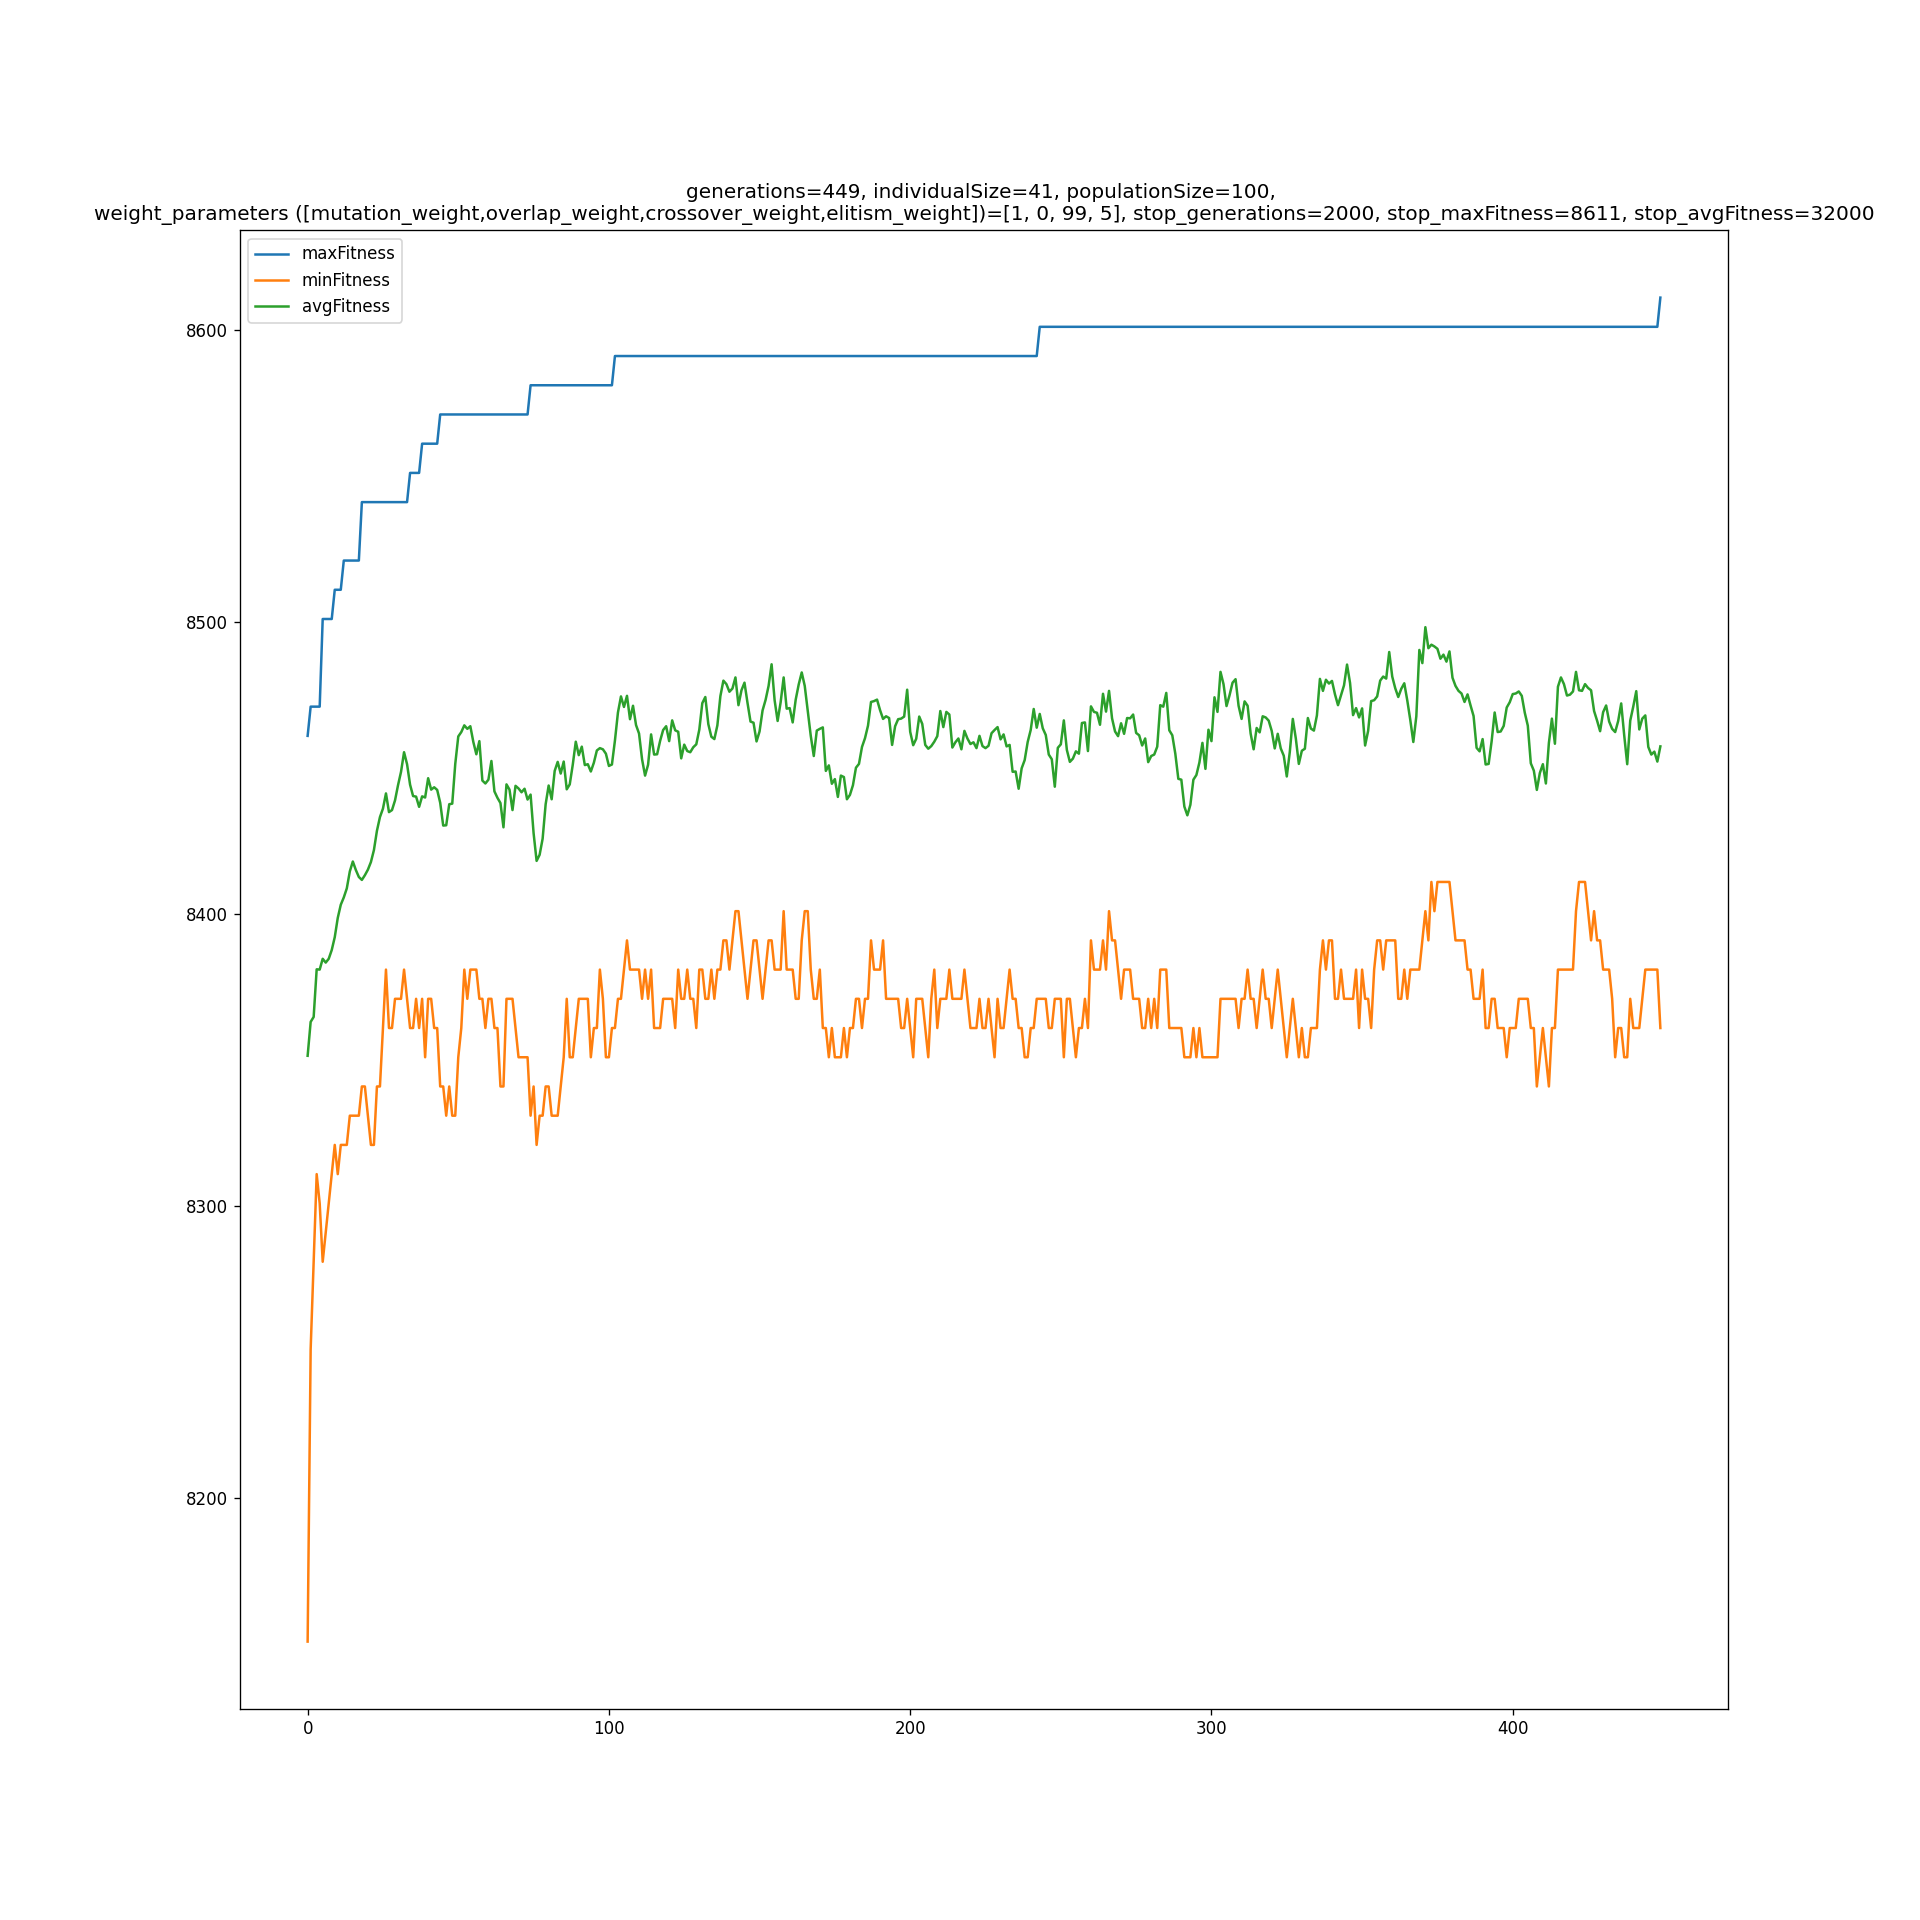 generations=449, individualSize=41, populationSize=100,
weight_parameters ([mutation_weight,overlap_weight,crossover_weight,elitism_weight])=[1, 0, 99, 5], stop_generations=2000, stop_maxFitness=8611, stop_avgFitness=32000
maxFitness
minFitness
avgFitness
8600
8500
8400
8300
8200
0
100
200
300
400